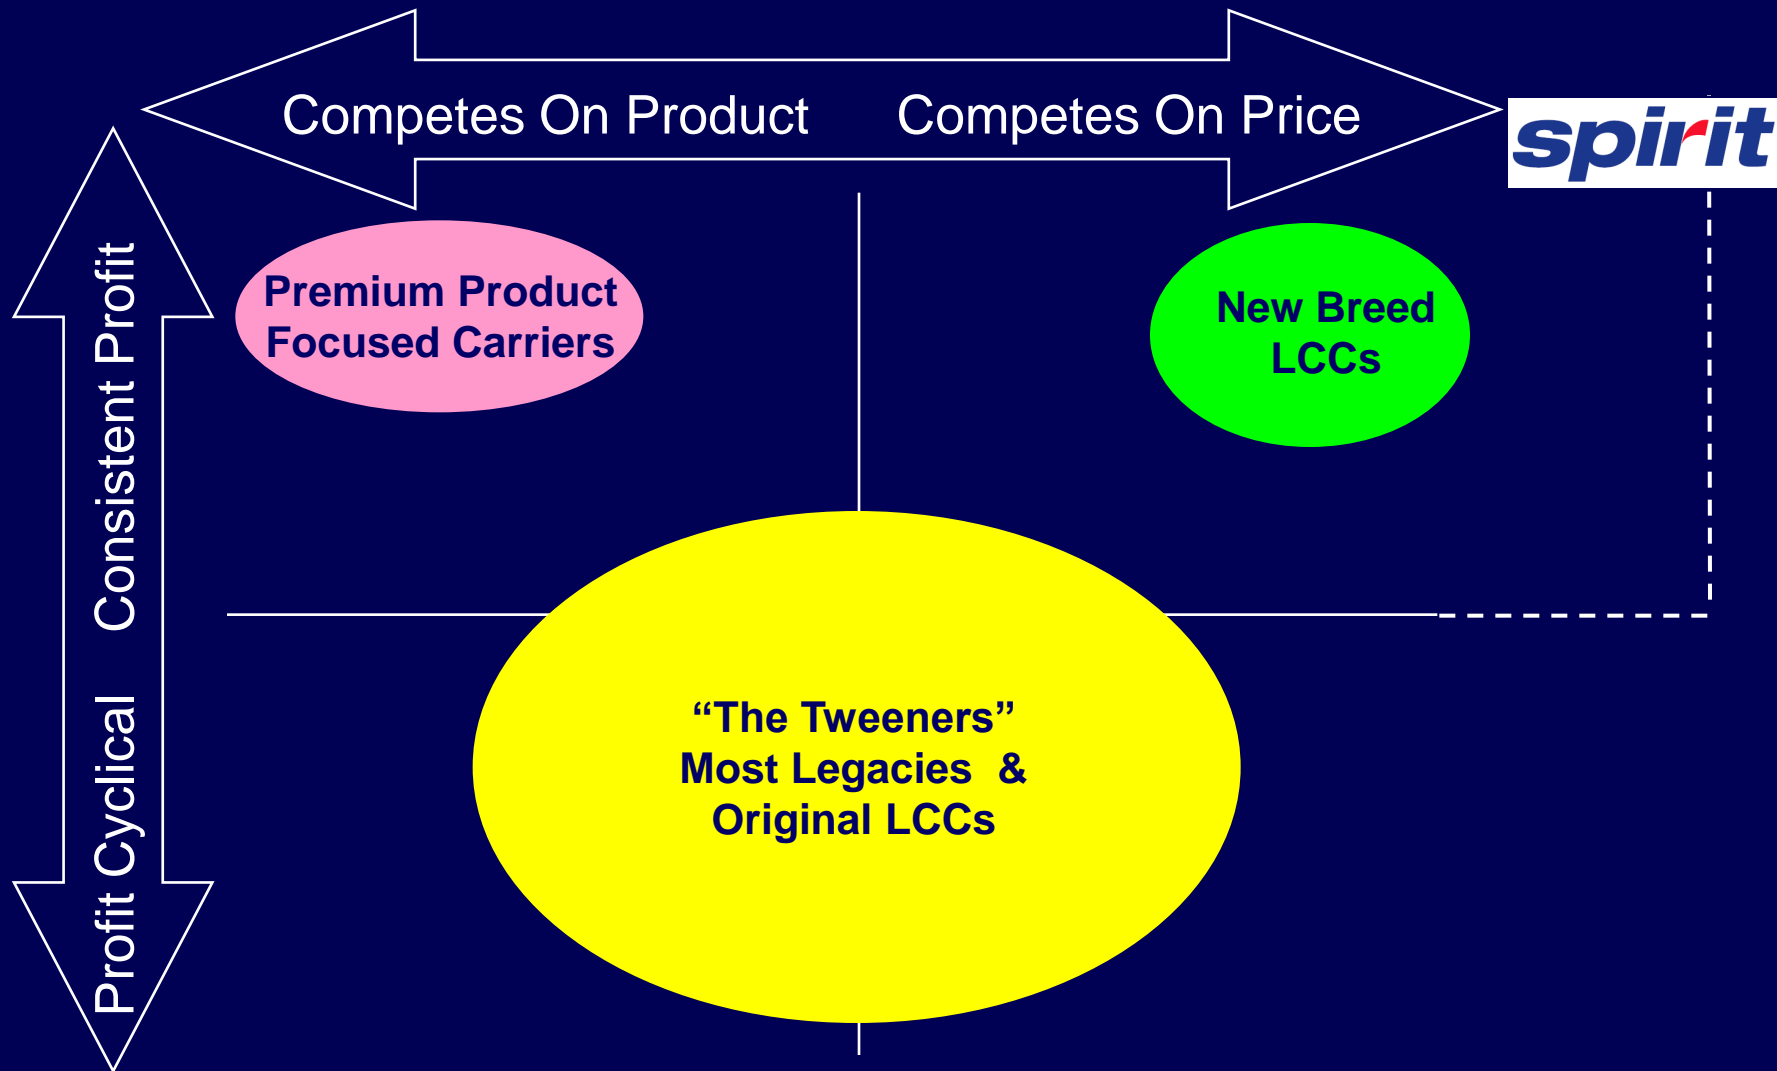 Competes On Product
Competes On Price
spirit
Consistent Profit
Profit Cyclical
Premium Product
Focused Carriers
New Breed
LCCs
“The Tweeners”
Most Legacies &
Original LCCs